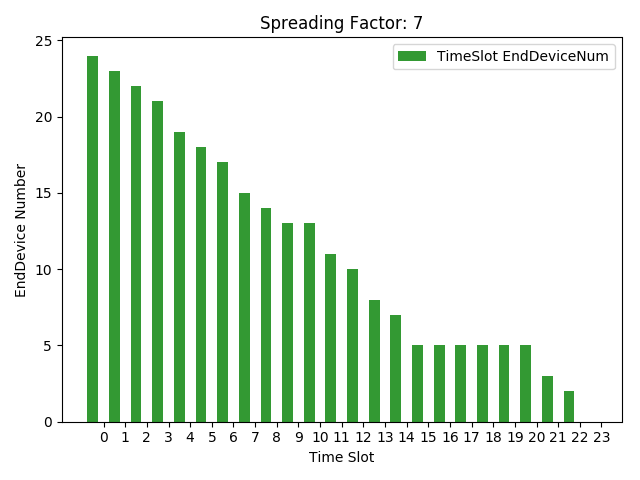 Spreading Factor: 7
TimeSlot EndDeviceNum
EndDevice Number
25
20
15
10
5
0
0 1 2 3 4 5 6 7 8 9 10 11 12 13 14 15 16 17 18 19 20 21 22 23
Time Slot